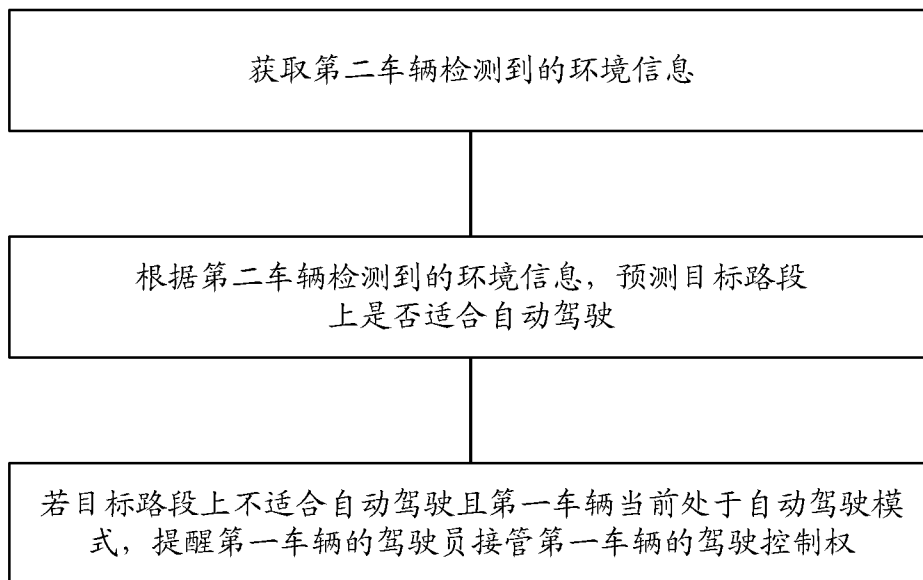 获取第二车辆检测到的环境信息
根据第二车辆检测到的环境信息，预测目标路段
上是否适合自动驾驶
若目标路段上不适合自动驾驶且第一车辆当前处于自动驾驶模
式，提醒第一车辆的驾驶员接管第一车辆的驾驶控制权